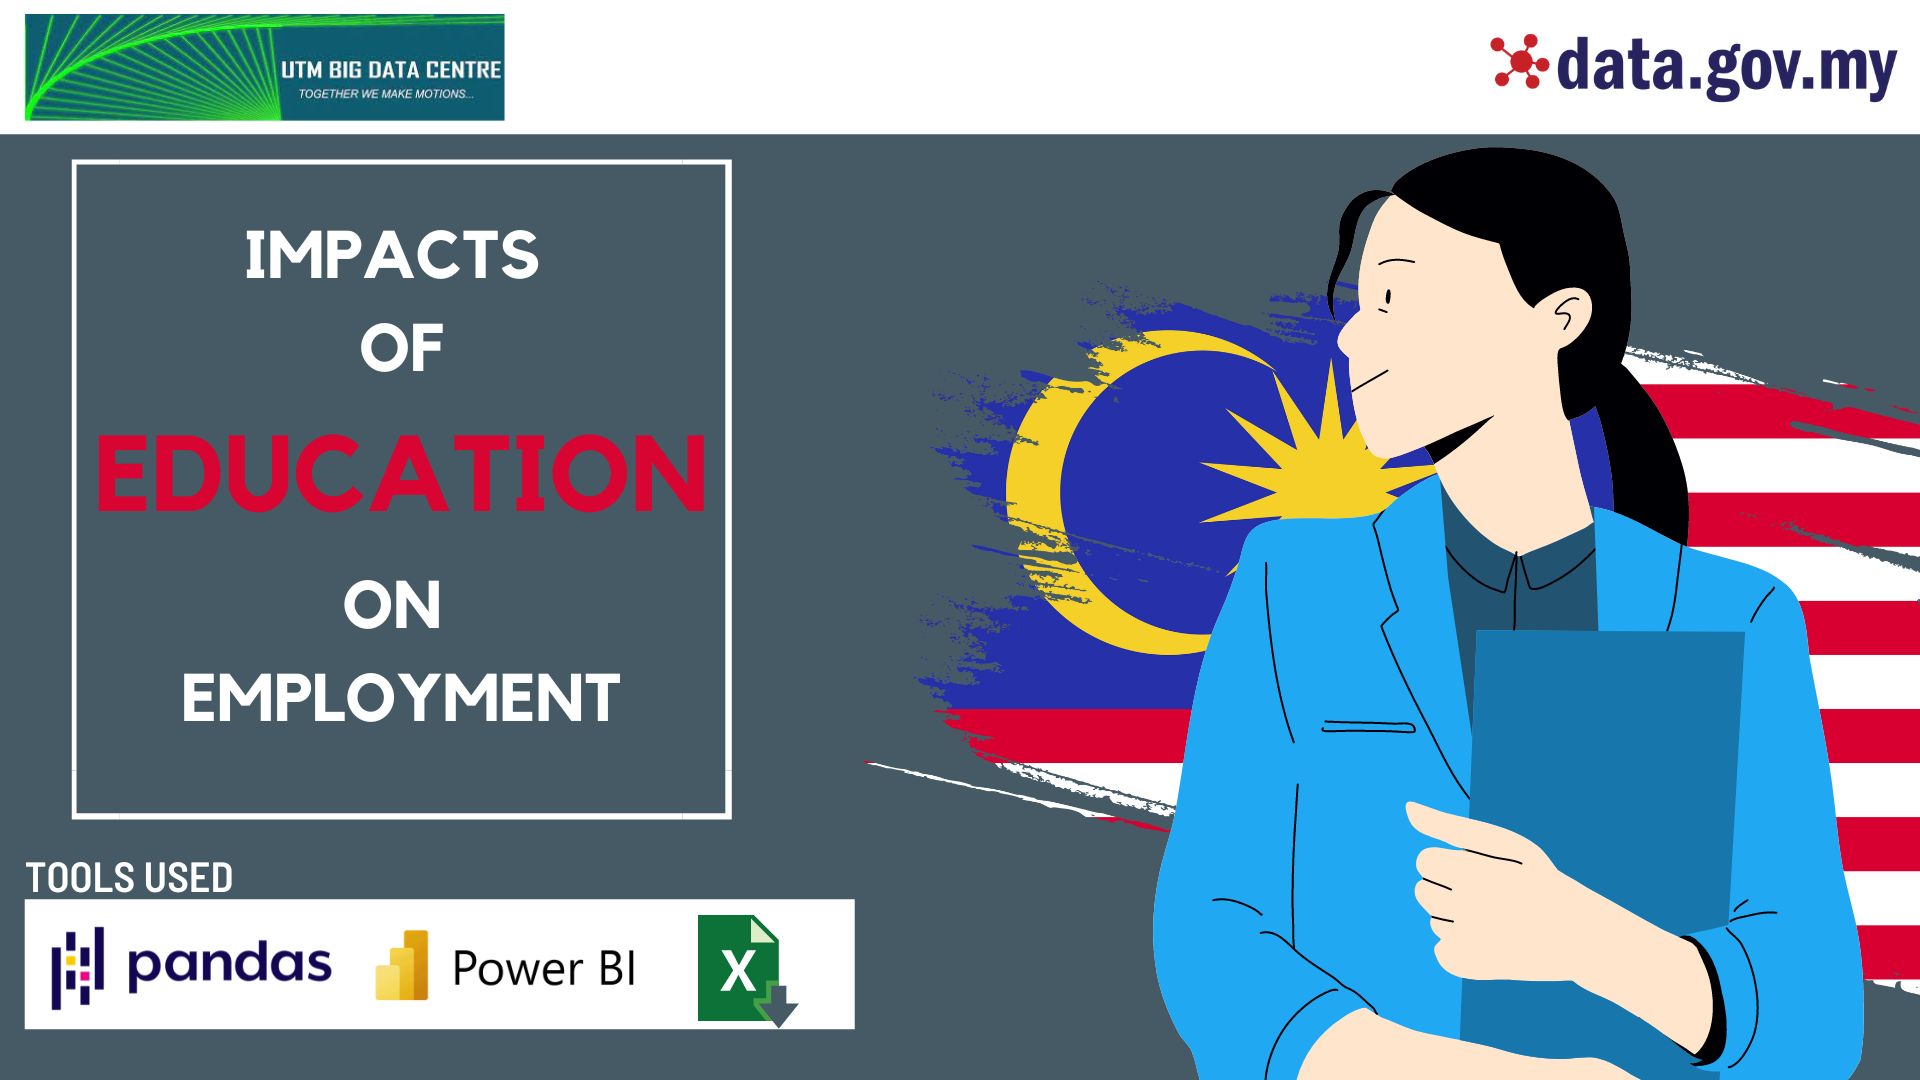 UTM BIG DATA CENTRE
TOGETHER WE MAKE MOTIONS...
data.gov.my
IMPACTS
OF
EDUCATION
ON
EMPLOYMENT
TOOLS USED
pandas
Power BI
X